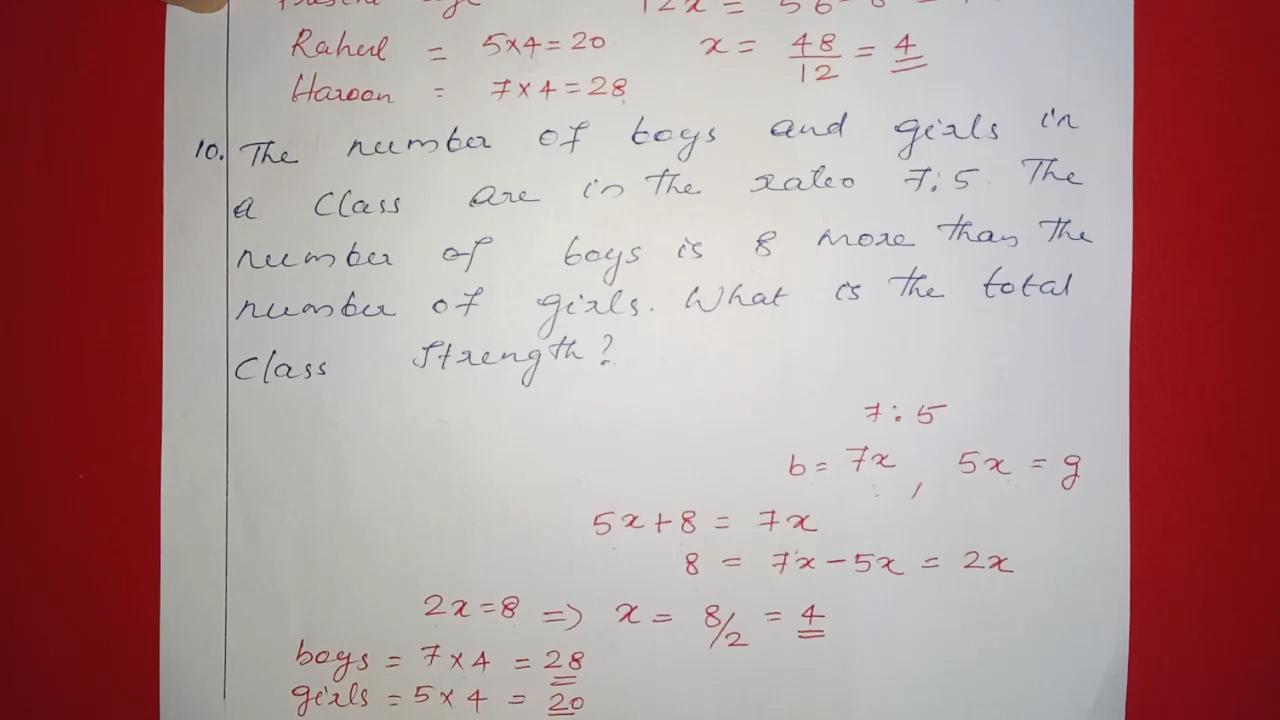 Rahul = 5×4=20 x = 48/12 = 4
Haroon = 7×4=28
10. The number of boys and girls in
a Class are in the ratio 7:5. The
number of boys is 8 more than the
number of girls. What is the total
Class Strength?
7:5
b = 7x, 5x = g
5x+8 = 7x
8 = 7x-5x = 2x
2x=8 => x = 8/2 = 4
boys = 7×4 = 28
girls = 5×4 = 20